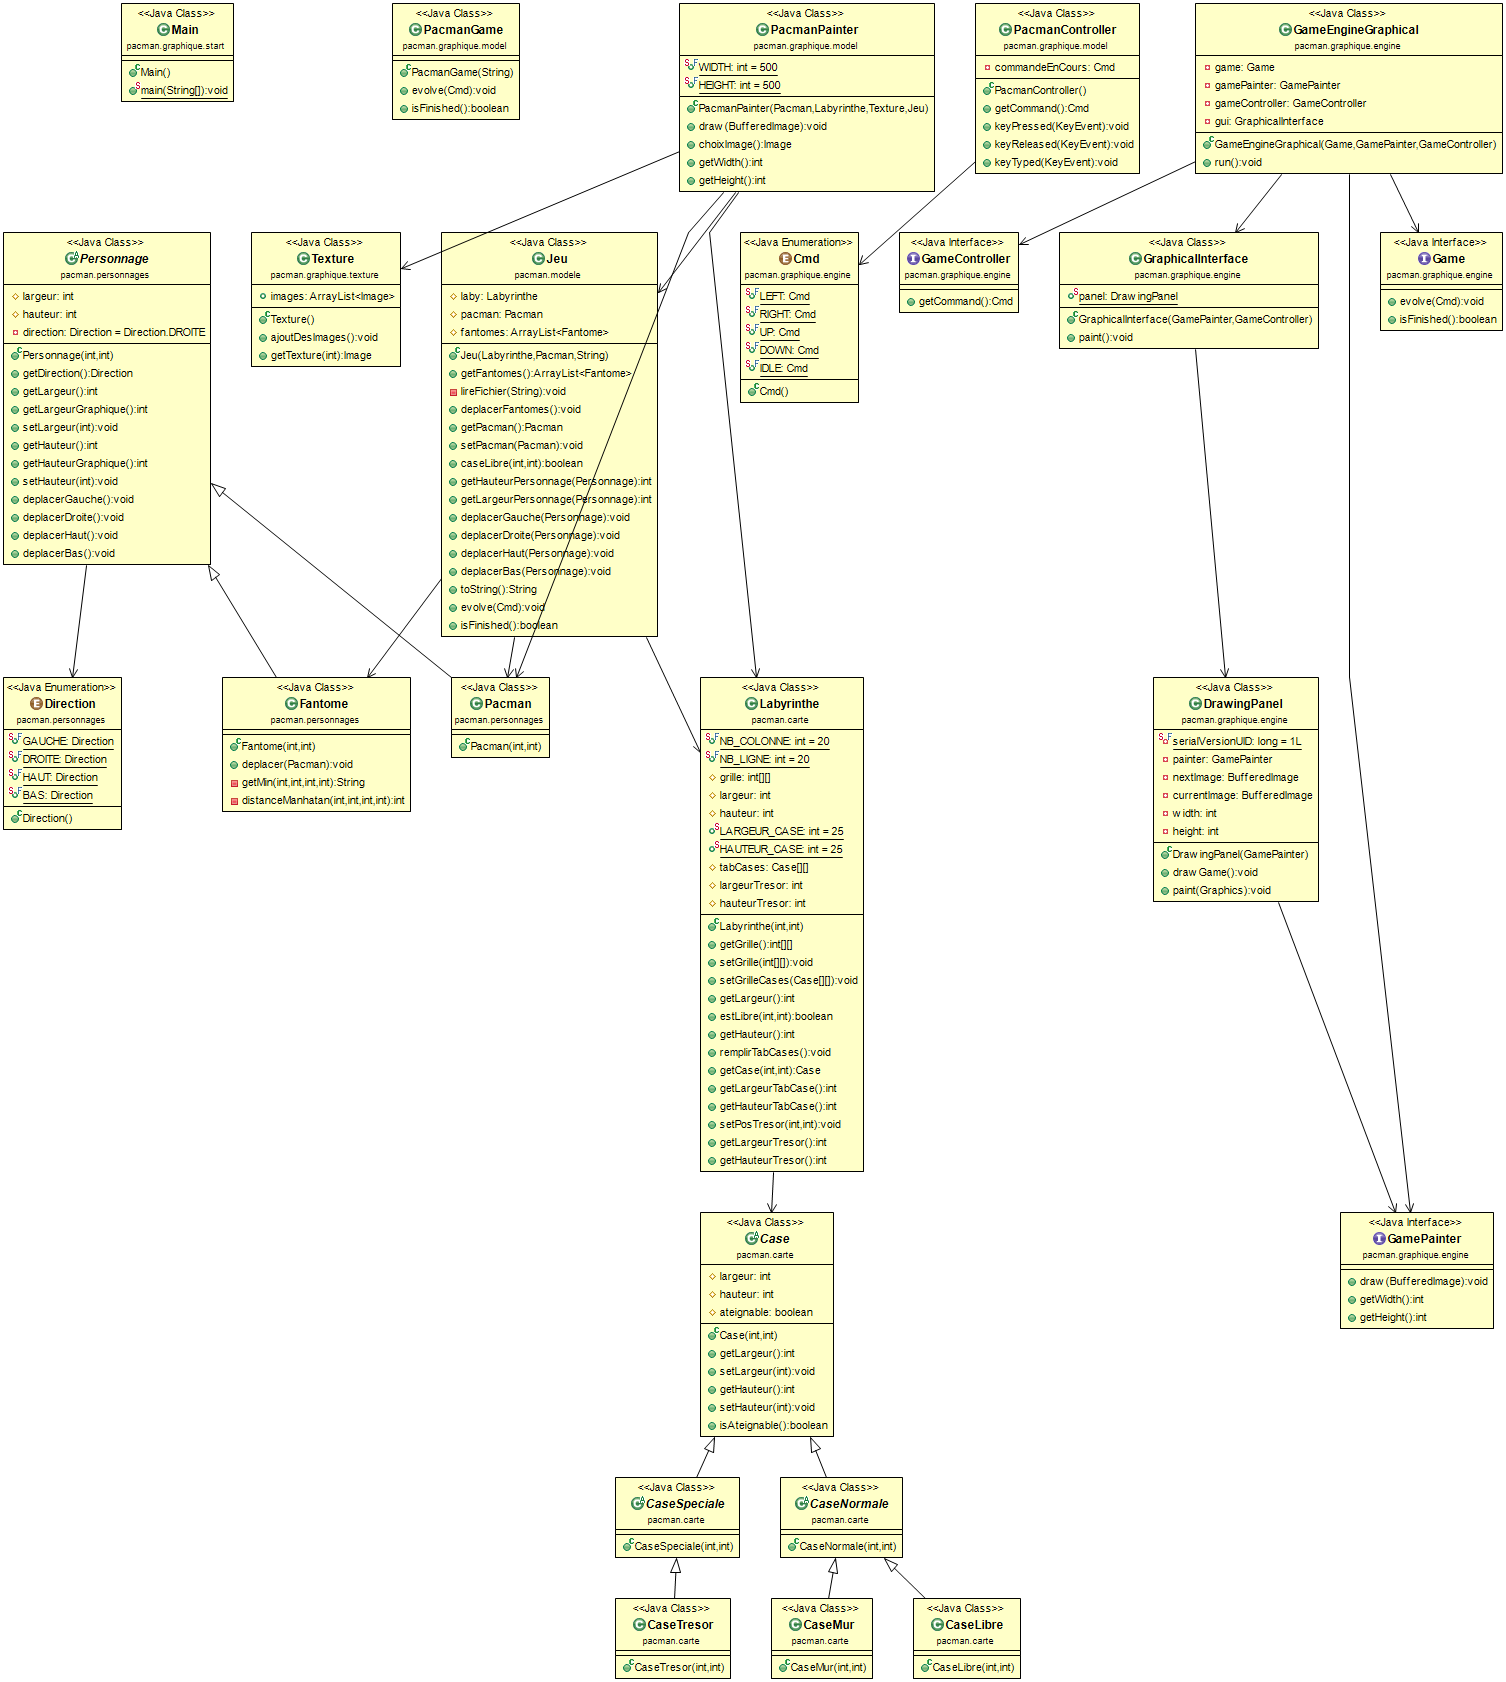 <<Java Class>>
Main
pacman.graphique.start
Main()
main(String[]):void
<<Java Class>>
PacmanGame
pacman.graphique.model
PacmanGame(String)
evolve(Cmd):void
isFinished():boolean
<<Java Class>>
PacmanPainter
pacman.graphique.model
WIDTH: int = 500
HEIGHT: int = 500
PacmanPainter(Pacman,Labyrinthe,Texture,Jeu)
draw(BufferedImage):void
choixImage():Image
getWidth():int
getHeight():int
<<Java Class>>
PacmanController
pacman.graphique.model
commandeEnCours: Cmd
PacmanController()
getCommand():Cmd
keyPressed(KeyEvent):void
keyReleased(KeyEvent):void
keyTyped(KeyEvent):void
<<Java Class>>
GameEngineGraphical
pacman.graphique.engine
game: Game
gamePainter: GamePainter
gameController: GameController
gui: GraphicalInterface
GameEngineGraphical(Game,GamePainter,GameController)
run():void
<<Java Class>>
Personnage
pacman.personnages
largeur: int
hauteur: int
direction: Direction = Direction.DROITE
Personnage(int,int)
getDirection():Direction
getLargeur():int
getLargeurGraphique():int
setLargeur(int):void
getHauteur():int
getHauteurGraphique():int
setHauteur(int):void
deplacerGauche():void
deplacerDroite():void
deplacerHaut():void
deplacerBas():void
<<Java Class>>
Texture
pacman.graphique.texture
images: ArrayList<Image>
Texture()
ajoutDesImages():void
getTexture(int):Image
<<Java Class>>
Jeu
pacman.modele
laby: Labyrinthe
pacman: Pacman
fantomes: ArrayList<Fantome>
Jeu(Labyrinthe,Pacman,String)
getFantomes():ArrayList<Fantome>
lireFichier(String):void
deplacerFantomes():void
getPacman():Pacman
setPacman(Pacman):void
caseLibre(int,int):boolean
getHauteurPersonnage(Personnage):int
getLargeurPersonnage(Personnage):int
deplacerGauche(Personnage):void
deplacerDroite(Personnage):void
deplacerHaut(Personnage):void
deplacerBas(Personnage):void
toString():String
evolve(Cmd):void
isFinished():boolean
<<Java Enumeration>>
Cmd
pacman.graphique.engine
LEFT: Cmd
RIGHT: Cmd
UP: Cmd
DOWN: Cmd
IDLE: Cmd
Cmd()
<<Java Interface>>
GameController
pacman.graphique.engine
getCommand():Cmd
<<Java Class>>
GraphicalInterface
pacman.graphique.engine
panel: DrawingPanel
GraphicalInterface(GamePainter,GameController)
paint():void
<<Java Interface>>
Game
pacman.graphique.engine
evolve(Cmd):void
isFinished():boolean
<<Java Enumeration>>
Direction
pacman.personnages
GAUCHE: Direction
DROITE: Direction
HAUT: Direction
BAS: Direction
Direction()
<<Java Class>>
Fantome
pacman.personnages
Fantome(int,int)
deplacer(Pacman):void
getMin(int,int,int,int):String
distanceManhatan(int,int,int,int):int
<<Java Class>>
Pacman
pacman.personnages
Pacman(int,int)
<<Java Class>>
Labyrinthe
pacman.carte
NB_COLONNE: int = 20
NB_LIGNE: int = 20
grille: int[][]
largeur: int
hauteur: int
LARGEUR_CASE: int = 25
HAUTEUR_CASE: int = 25
tabCases: Case[][]
largeurTresor: int
hauteurTresor: int
Labyrinthe(int,int)
getGrille():int[][]
setGrille(int[][]):void
setGrilleCases(Case[][]):void
getLargeur():int
estLibre(int,int):boolean
getHauteur():int
remplirTabCases():void
getCase(int,int):Case
getLargeurTabCase():int
getHauteurTabCase():int
setPosTresor(int,int):void
getLargeurTresor():int
getHauteurTresor():int
<<Java Class>>
DrawingPanel
pacman.graphique.engine
serialVersionUID: long = 1L
painter: GamePainter
nextImage: BufferedImage
currentImage: BufferedImage
width: int
height: int
DrawingPanel(GamePainter)
drawGame():void
paint(Graphics):void
<<Java Class>>
Case
pacman.carte
largeur: int
hauteur: int
ateignable: boolean
Case(int,int)
getLargeur():int
setLargeur(int):void
getHauteur():int
setHauteur(int):void
isAteignable():boolean
<<Java Interface>>
GamePainter
pacman.graphique.engine
draw(BufferedImage):void
getWidth():int
getHeight():int
<<Java Class>>
CaseSpeciale
pacman.carte
CaseSpeciale(int,int)
<<Java Class>>
CaseNormale
pacman.carte
CaseNormale(int,int)
<<Java Class>>
CaseTresor
pacman.carte
CaseTresor(int,int)
<<Java Class>>
CaseMur
pacman.carte
CaseMur(int,int)
<<Java Class>>
CaseLibre
pacman.carte
CaseLibre(int,int)